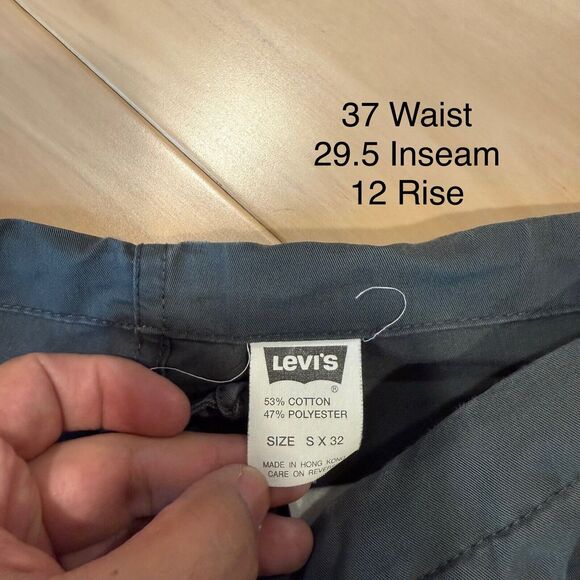 37 Waist
29.5 Inseam
12 Rise
LEVI'S
®
53% COTTON
47% POLYESTER
SIZE S X 32
MADE IN HONG KONG
CARE ON REVERSE